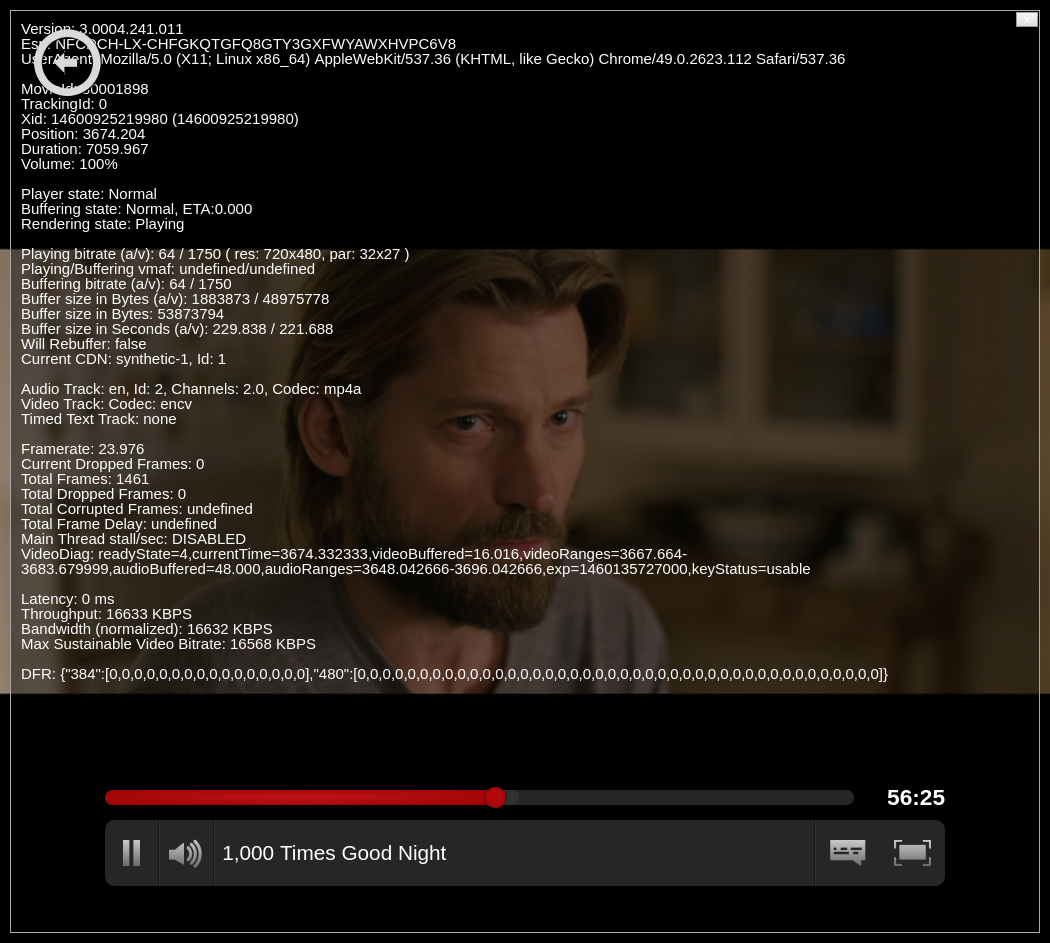 Version: 3.0004.241.011
Esn: NFCDCH-LX-CHFGKQTGFQ8GTY3GXFWYAWXHVPC6V8
UserAgent: Mozilla/5.0 (X11; Linux x86_64) AppleWebKit/537.36 (KHTML, like Gecko) Chrome/49.0.2623.112 Safari/537.36
MovieId: 80001898
TrackingId: 0
Xid: 14600925219980 (14600925219980)
Position: 3674.204
Duration: 7059.967
Volume: 100%
Player state: Normal
Buffering state: Normal, ETA:0.000
Rendering state: Playing
Playing bitrate (a/v): 64 / 1750 ( res: 720x480, par: 32x27 )
Playing/Buffering vmaf: undefined/undefined
Buffering bitrate (a/v): 64 / 1750
Buffer size in Bytes (a/v): 1883873 / 48975778
Buffer size in Bytes: 53873794
Buffer size in Seconds (a/v): 229.838 / 221.688
Will Rebuffer: false
Current CDN: synthetic-1, Id: 1
Audio Track: en, Id: 2, Channels: 2.0, Codec: mp4a
Video Track: Codec: encv
Timed Text Track: none
Framerate: 23.976
Current Dropped Frames: 0
Total Frames: 1461
Total Dropped Frames: 0
Total Corrupted Frames: undefined
Total Frame Delay: undefined
Main Thread stall/sec: DISABLED
VideoDiag: readyState=4,currentTime=3674.332333,videoBuffered=16.016,videoRanges=3667.664-
3683.679999,audioBuffered=48.000,audioRanges=3648.042666-3696.042666,exp=1460135727000,keyStatus=usable
Latency: 0 ms
Throughput: 16633 KBPS
Bandwidth (normalized): 16632 KBPS
Max Sustainable Video Bitrate: 16568 KBPS
DFR: {"384":[0,0,0,0,0,0,0,0,0,0,0,0,0,0,0,0],"480":[0,0,0,0,0,0,0,0,0,0,0,0,0,0,0,0,0,0,0,0,0,0,0,0,0,0,0,0,0,0,0,0,0,0,0,0,0,0,0,0,0,0]}
56:25
1,000 Times Good Night